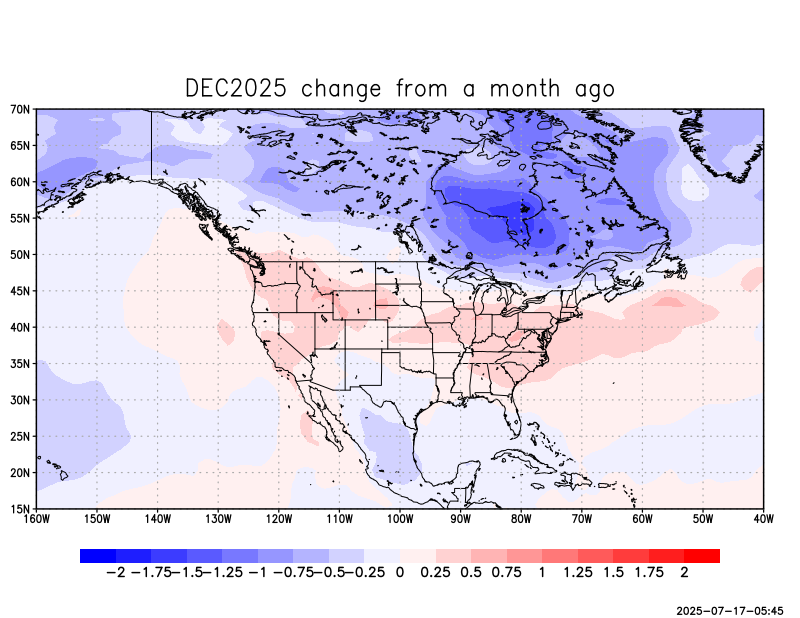 DEC2025 change from a month ago
70N
65N
60N
55N
50N
45N
40N
35N
30N
25N
20N
15N
160W 150W 140W 130W 120W 110W 100W 90W 80W 70W 60W 50W 40W
-2 -1.75 -1.5 -1.25 -1 -0.75 -0.5 -0.25 0 0.25 0.5 0.75 1 1.25 1.5 1.75 2
2025-07-17-05:45